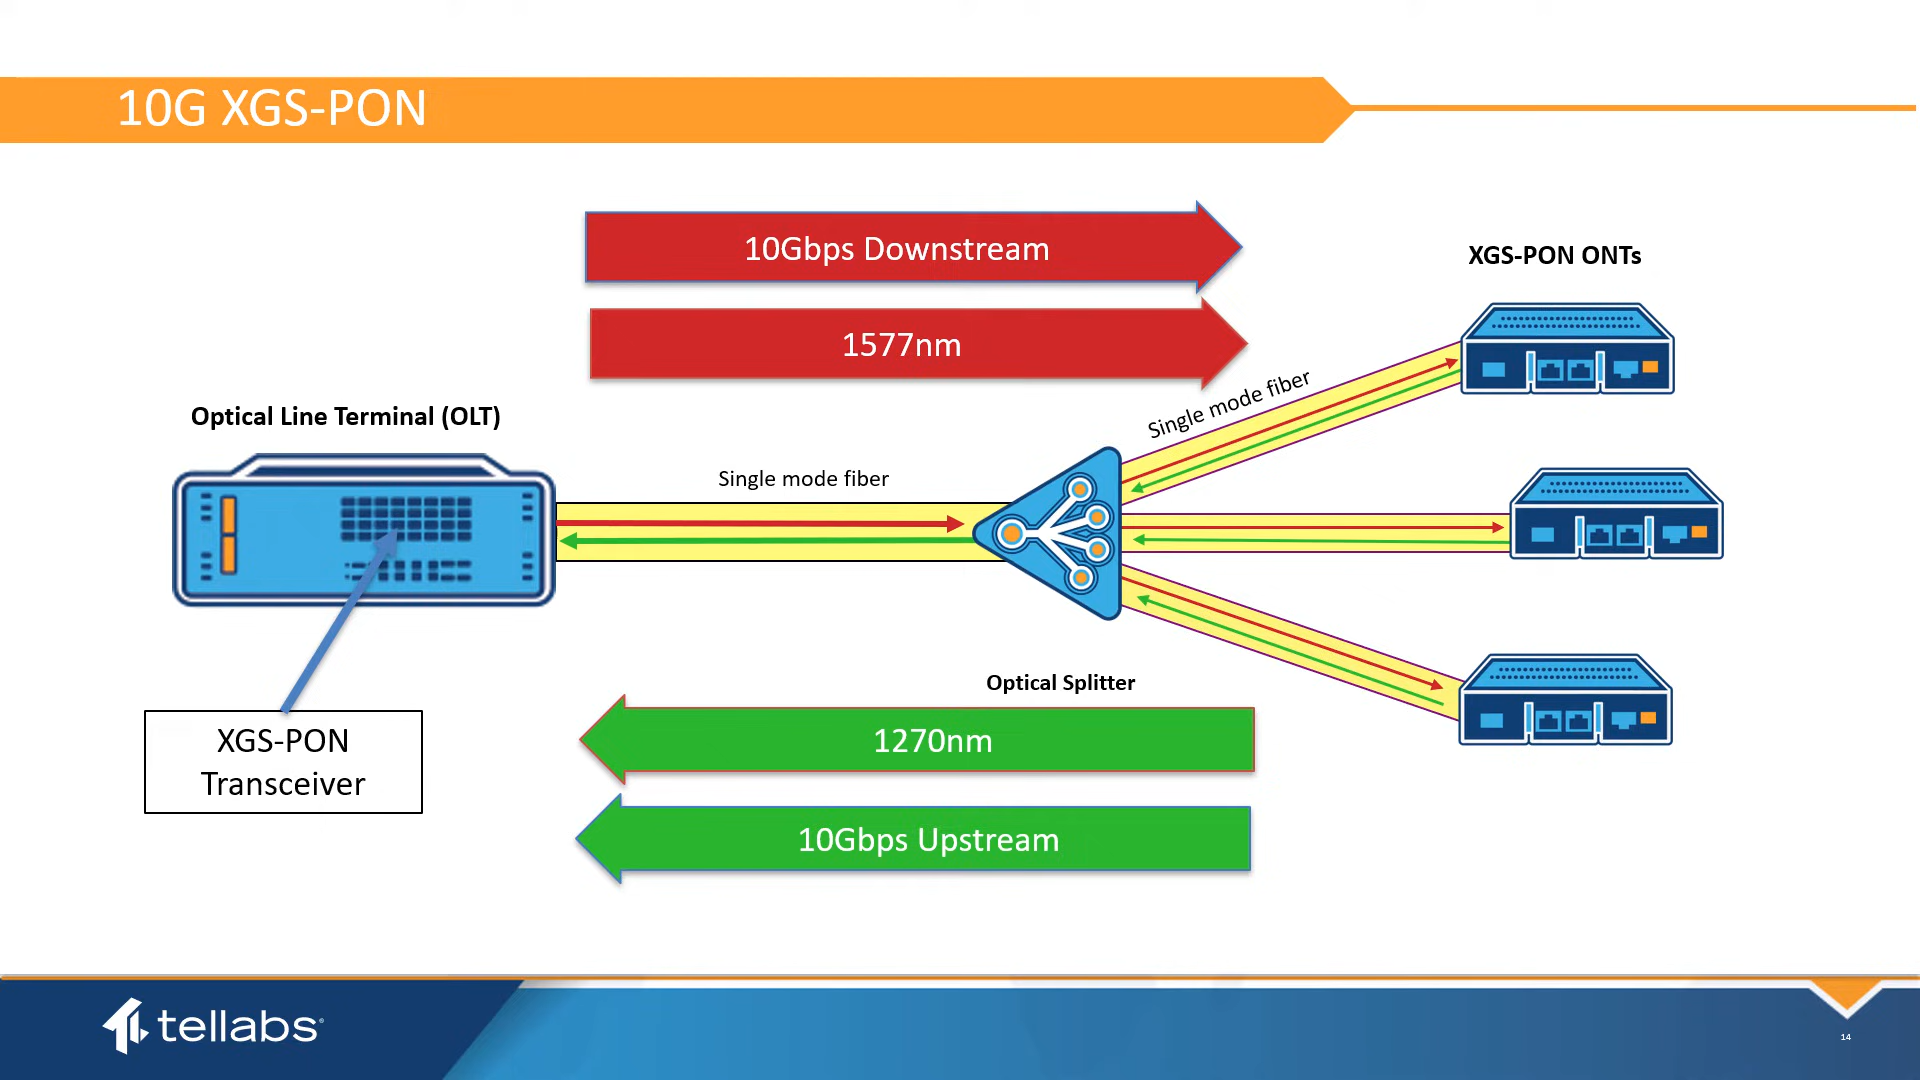 10G XGS-PON
10Gbps Downstream
1577nm
XGS-PON ONTs
Single mode fiber
Optical Line Terminal (OLT)
Single mode fiber
Optical Splitter
1270nm
XGS-PON
Transceiver
10Gbps Upstream
tellabs®
14